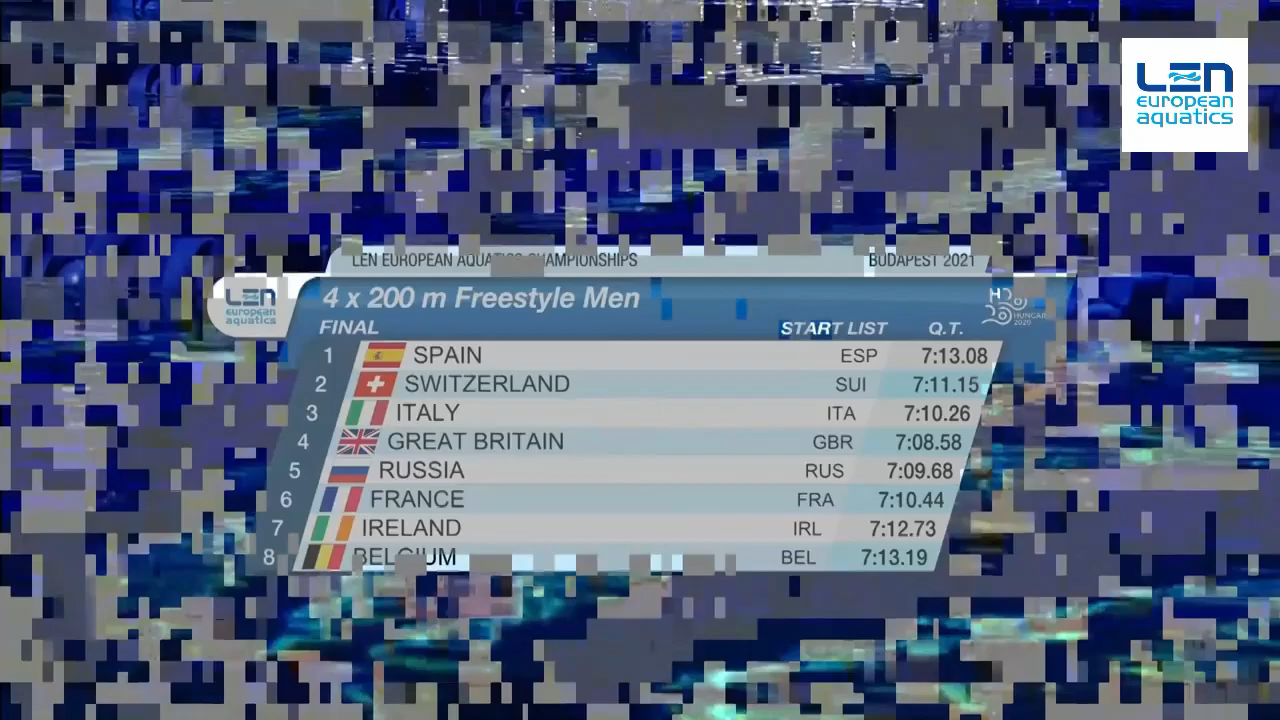 LEN
european
aquatics
LEN EUROPEAN AQUATICS CHAMPIONSHIPS BUDAPEST 2021
LEN
european
aquatics
4 x 200 m Freestyle Men
HUNGARY
2020
FINAL START LIST Q.T.
1 SPAIN ESP 7:13.08
2 SWITZERLAND SUI 7:11.15
3 ITALY ITA 7:10.26
4 GREAT BRITAIN GBR 7:08.58
5 RUSSIA RUS 7:09.68
6 FRANCE FRA 7:10.44
7 IRELAND IRL 7:12.73
8 BELGIUM BEL 7:13.19